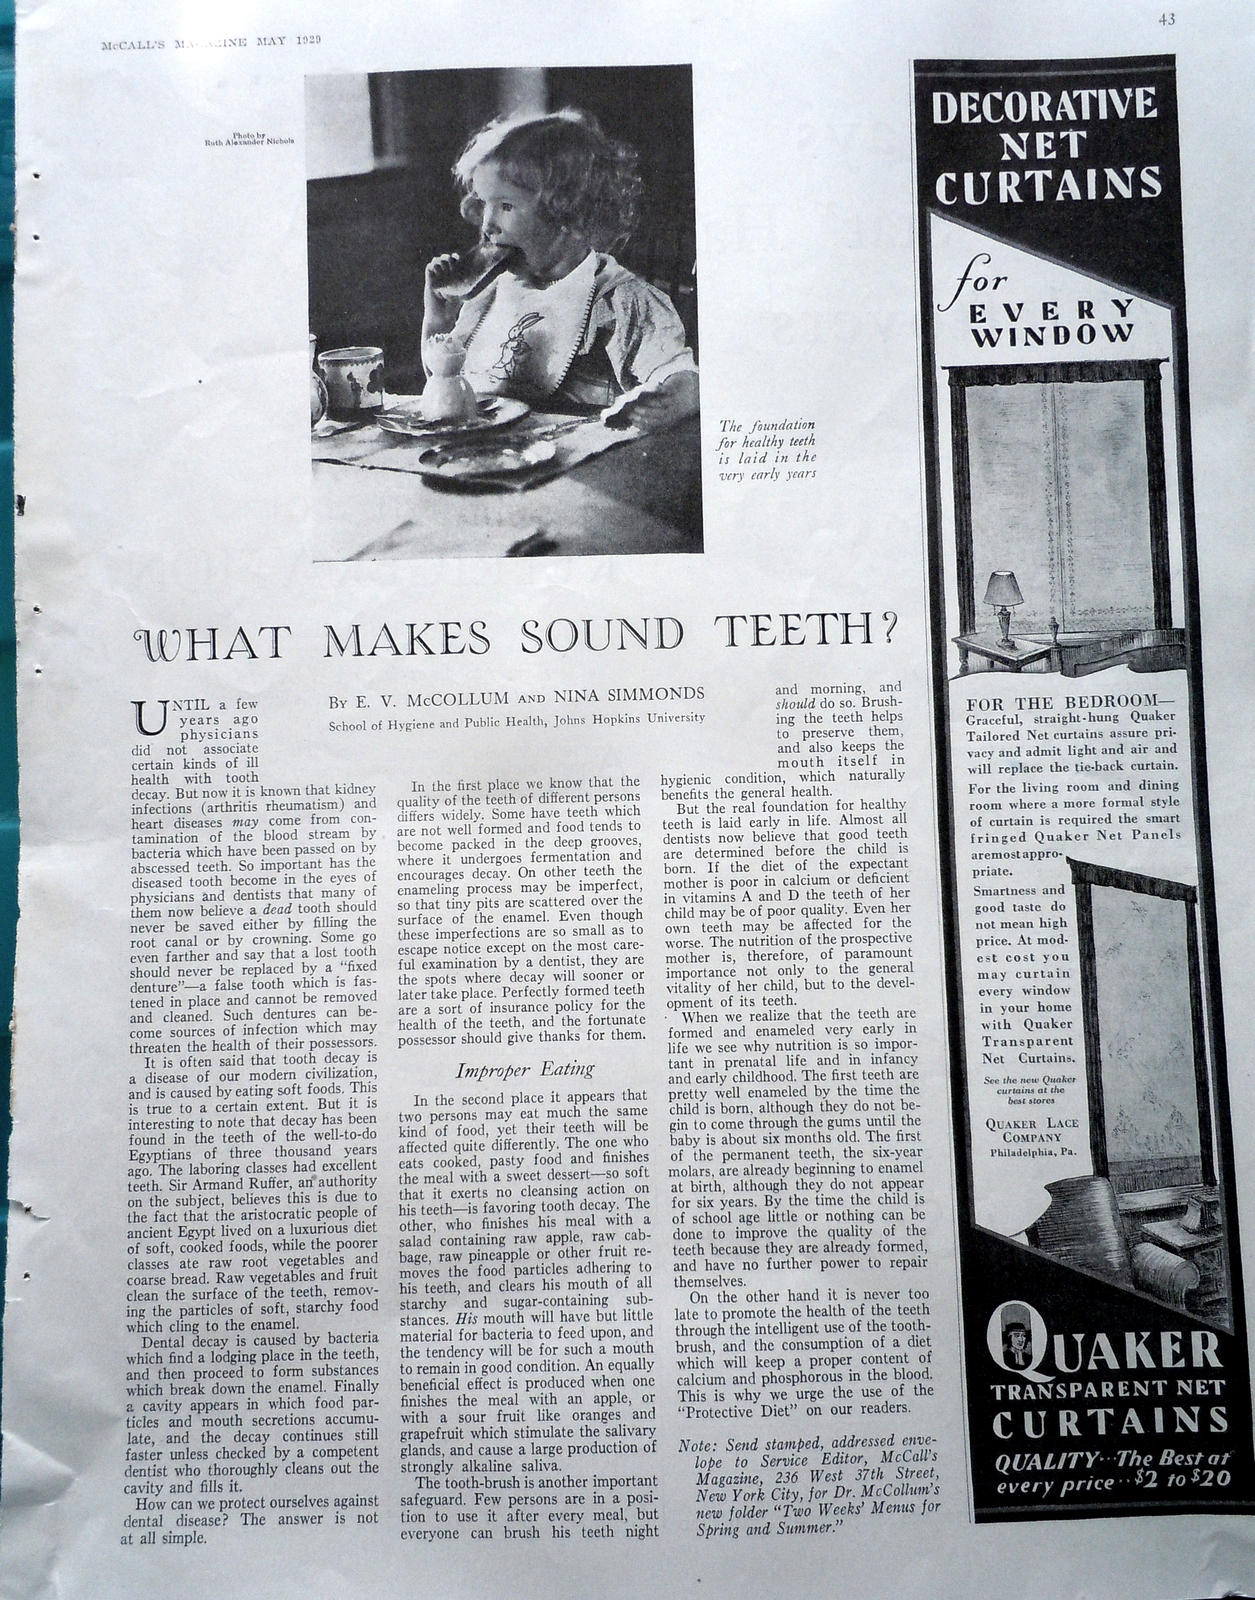 43
McCALL'S MAGAZINE MAY 1929
Photo by
Ruth Alexander Nichols
The foundation
for healthy teeth
is laid in the
very early years
WHAT MAKES SOUND TEETH?
By E. V. McCOLLUM AND NINA SIMMONDS
School of Hygiene and Public Health, Johns Hopkins University
UNTIL a few
years ago
physicians
did not associate
certain kinds of ill
health with tooth
decay. But now it is known that kidney
infections (arthritis rheumatism) and
heart diseases may come from con-
tamination of the blood stream by
bacteria which have been passed on by
abscessed teeth. So important has the
diseased tooth become in the eyes of
physicians and dentists that many of
them now believe a dead tooth should
never be saved either by filling the
root canal or by crowning. Some go
even farther and say that a lost tooth
should never be replaced by a "fixed
denture"—a false tooth which is fas-
tened in place and cannot be removed
and cleaned. Such dentures can be-
come sources of infection which may
threaten the health of their possessors.
It is often said that tooth decay is
a disease of our modern civilization,
and is caused by eating soft foods. This
is true to a certain extent. But it is
interesting to note that decay has been
found in the teeth of the well-to-do
Egyptians of three thousand years
ago. The laboring classes had excellent
teeth. Sir Armand Ruffer, an authority
on the subject, believes this is due to
the fact that the aristocratic people of
ancient Egypt lived on a luxurious diet
of soft, cooked foods, while the poorer
classes ate raw root vegetables and
coarse bread. Raw vegetables and fruit
clean the surface of the teeth, remov-
ing the particles of soft, starchy food
which cling to the enamel.
Dental decay is caused by bacteria
which find a lodging place in the teeth,
and then proceed to form substances
which break down the enamel. Finally
a cavity appears in which food par-
ticles and mouth secretions accumu-
late, and the decay continues still
faster unless checked by a competent
dentist who thoroughly cleans out the
cavity and fills it.
How can we protect ourselves against
dental disease? The answer is not
at all simple.
In the first place we know that the
quality of the teeth of different persons
differs widely. Some have teeth which
are not well formed and food tends to
become packed in the deep grooves,
where it undergoes fermentation and
encourages decay. On other teeth the
enameling process may be imperfect,
so that tiny pits are scattered over the
surface of the enamel. Even though
these imperfections are so small as to
escape notice except on the most care-
ful examination by a dentist, they are
the spots where decay will sooner or
later take place. Perfectly formed teeth
are a sort of insurance policy for the
health of the teeth, and the fortunate
possessor should give thanks for them.
Improper Eating
In the second place it appears that
two persons may eat much the same
kind of food, yet their teeth will be
affected quite differently. The one who
eats cooked, pasty food and finishes
the meal with a sweet dessert—so soft
that it exerts no cleansing action on
his teeth—is favoring tooth decay. The
other, who finishes his meal with a
salad containing raw apple, raw cab-
bage, raw pineapple or other fruit re-
moves the food particles adhering to
his teeth, and clears his mouth of all
starchy and sugar-containing sub-
stances. His mouth will have but little
material for bacteria to feed upon, and
the tendency will be for such a mouth
to remain in good condition. An equally
beneficial effect is produced when one
finishes the meal with an apple, or
with a sour fruit like oranges and
grapefruit which stimulate the salivary
glands, and cause a large production of
strongly alkaline saliva.
The tooth-brush is another important
safeguard. Few persons are in a posi-
tion to use it after every meal, but
everyone can brush his teeth night
and morning, and
should do so. Brush-
ing the teeth helps
to preserve them,
and also keeps the
mouth itself in
hygienic condition, which naturally
benefits the general health.
But the real foundation for healthy
teeth is laid early in life. Almost all
dentists now believe that good teeth
are determined before the child is
born. If the diet of the expectant
mother is poor in calcium or deficient
in vitamins A and D the teeth of her
child may be of poor quality. Even her
own teeth may be affected for the
worse. The nutrition of the prospective
mother is, therefore, of paramount
importance not only to the general
vitality of her child, but to the devel-
opment of its teeth.
When we realize that the teeth are
formed and enameled very early in
life we see why nutrition is so impor-
tant in prenatal life and in infancy
and early childhood. The first teeth are
pretty well enameled by the time the
child is born, although they do not be-
gin to come through the gums until the
baby is about six months old. The first
of the permanent teeth, the six-year
molars, are already beginning to enamel
at birth, although they do not appear
for six years. By the time the child is
of school age little or nothing can be
done to improve the quality of the
teeth because they are already formed,
and have no further power to repair
themselves.
On the other hand it is never too
late to promote the health of the teeth
through the intelligent use of the tooth-
brush, and the consumption of a diet
which will keep a proper content of
calcium and phosphorous in the blood.
This is why we urge the use of the
"Protective Diet" on our readers.
Note: Send stamped, addressed enve-
lope to Service Editor, McCall's
Magazine, 236 West 37th Street,
New York City, for Dr. McCollum's
new folder "Two Weeks' Menus for
Spring and Summer."
DECORATIVE
NET
CURTAINS
for
EVERY
WINDOW
FOR THE BEDROOM—
Graceful, straight-hung Quaker
Tailored Net curtains assure pri-
vacy and admit light and air and
will replace the tie-back curtain.
For the living room and dining
room where a more formal style
of curtain is required the smart
fringed Quaker Net Panels
are most appro-
priate.
Smartness and
good taste do
not mean high
price. At mod-
est cost you
may curtain
every window
in your home
with Quaker
Transparent
Net Curtains.
See the new Quaker
curtains at the
best stores
QUAKER LACE
COMPANY
Philadelphia, Pa.
QUAKER
TRANSPARENT NET
CURTAINS
QUALITY··The Best at
every price··$2 to $20